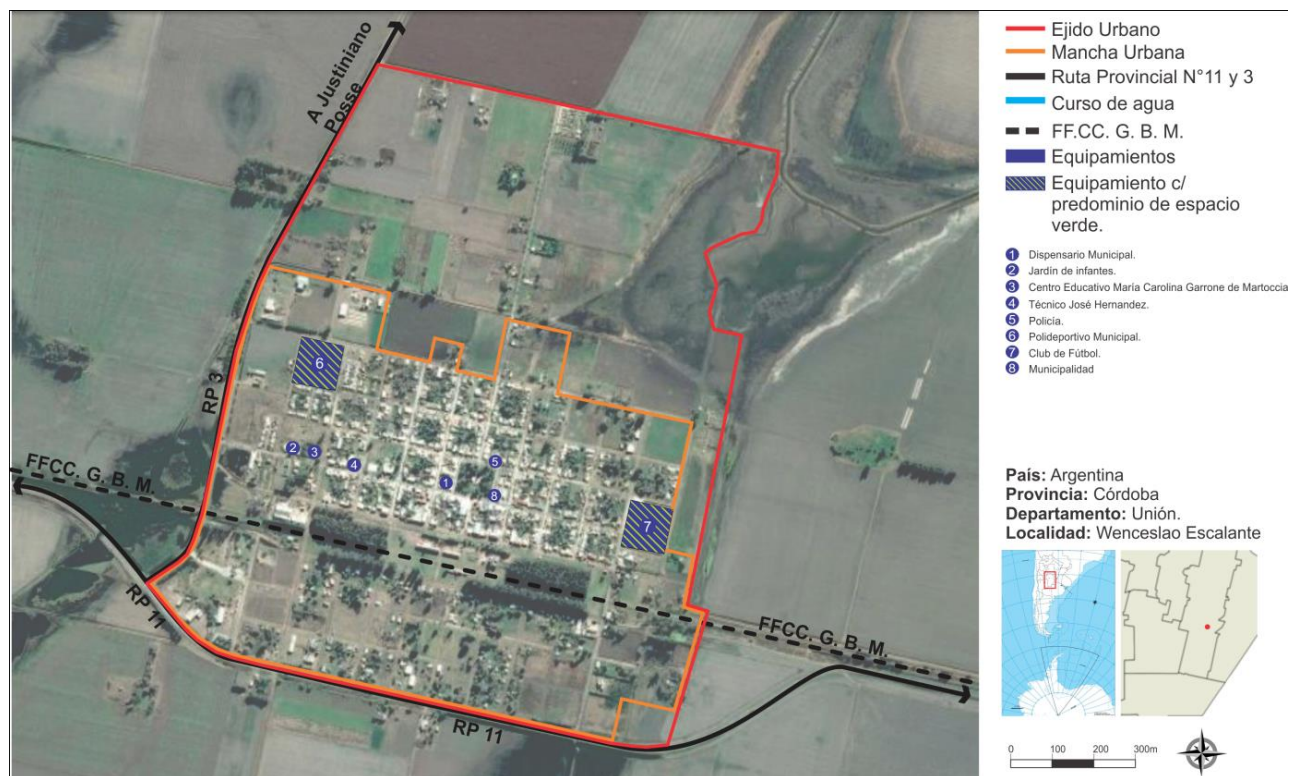 A Justiniano
Posse
RP 3
FFCC. G. B. M.
RP 11
RP 11
FFCC. G. B. M.
6
2
3
4
1
5
8
7
Ejido Urbano
Mancha Urbana
Ruta Provincial N°11 y 3
Curso de agua
FF.CC. G. B. M.
Equipamientos
Equipamiento c/
predominio de espacio
verde.
1 Dispensario Municipal.
2 Jardín de infantes.
3 Centro Educativo María Carolina Garrone de Martoccia
4 Técnico José Hernandez.
5 Policía.
6 Polideportivo Municipal.
7 Club de Fútbol.
8 Municipalidad
País: Argentina
Provincia: Córdoba
Departamento: Unión.
Localidad: Wenceslao Escalante
0 100 200 300m